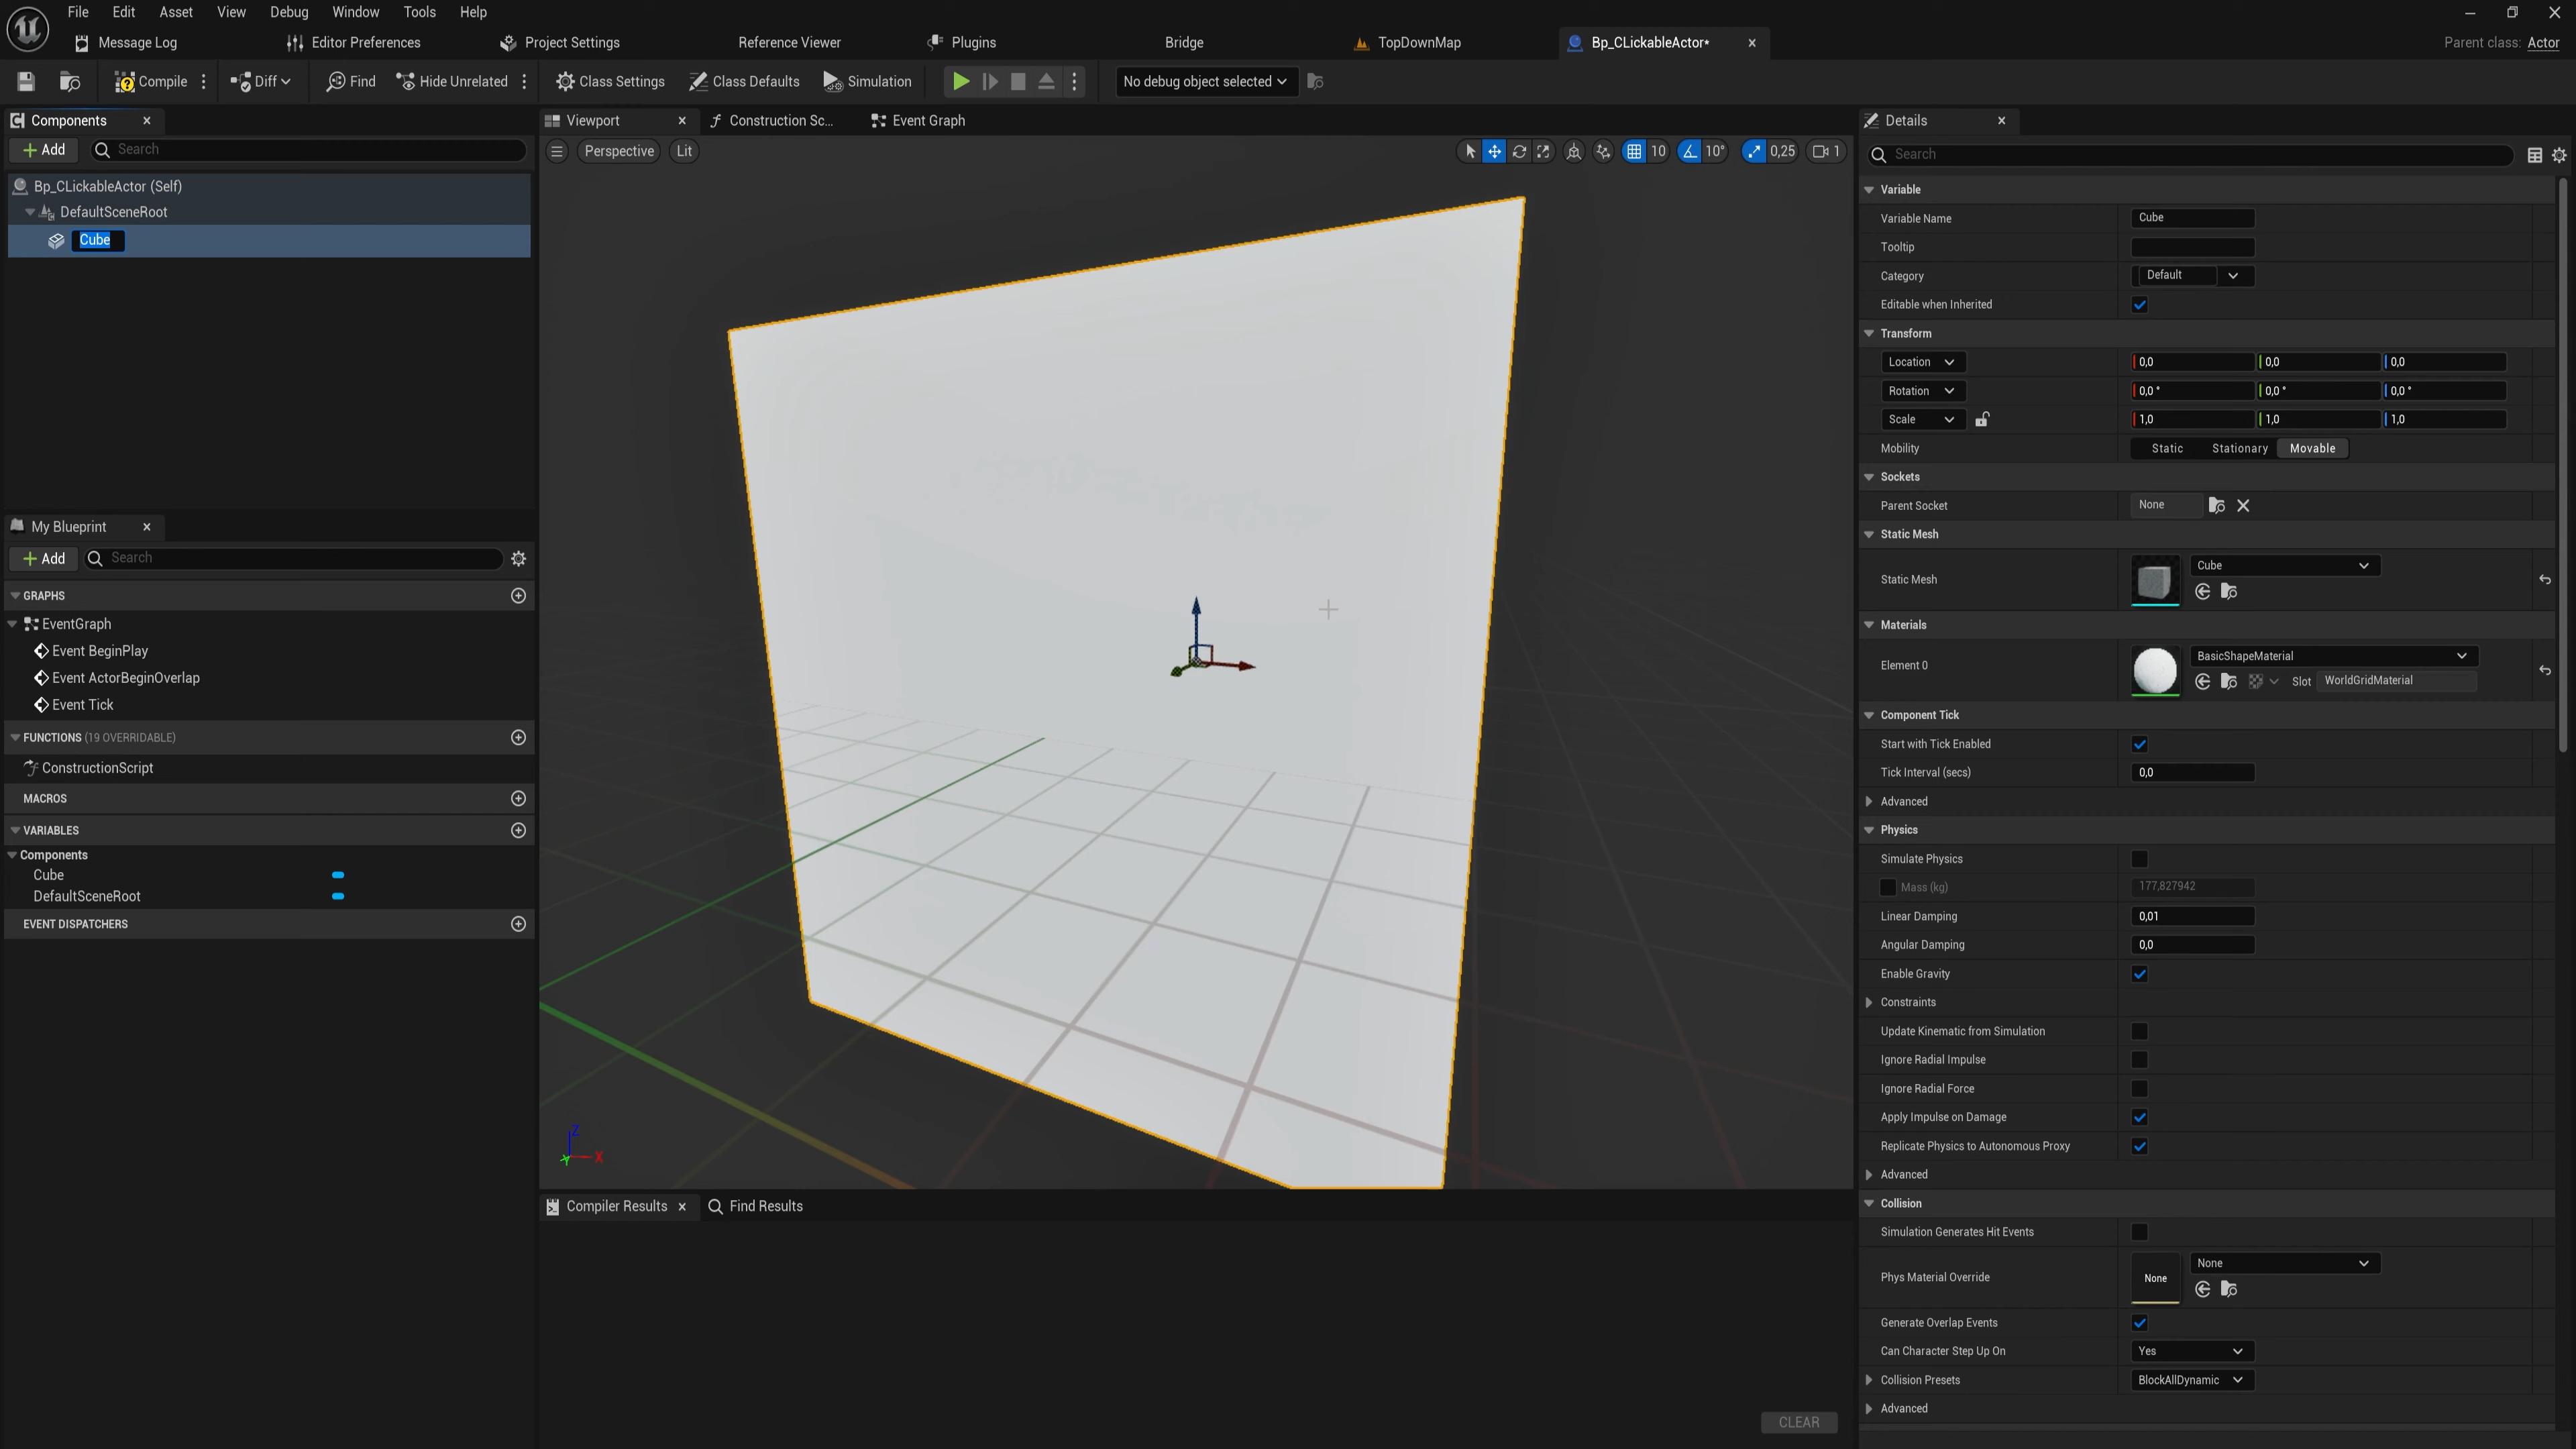 File Edit Asset View Debug Window Tools Help
Message Log Editor Preferences Project Settings Reference Viewer Plugins Bridge TopDownMap Bp_CLickableActor* Parent class: Actor
Compile Diff Find Hide Unrelated Class Settings Class Defaults Simulation No debug object selected
Components
Add Search
Bp_CLickableActor (Self)
DefaultSceneRoot
Cube
My Blueprint
Add Search
GRAPHS
EventGraph
Event BeginPlay
Event ActorBeginOverlap
Event Tick
FUNCTIONS (19 OVERRIDABLE)
ConstructionScript
MACROS
VARIABLES
Components
Cube
DefaultSceneRoot
EVENT DISPATCHERS
Viewport Construction Sc... Event Graph
Perspective Lit 10 10° 0,25 1
Z
Y X
Compiler Results Find Results
CLEAR
Details
Search
Variable
Variable Name Cube
Tooltip
Category Default
Editable when Inherited
Transform
Location 0,0 0,0 0,0
Rotation 0,0 ° 0,0 ° 0,0 °
Scale 1,0 1,0 1,0
Mobility Static Stationary Movable
Sockets
Parent Socket None
Static Mesh
Static Mesh Cube
Materials
Element 0 BasicShapeMaterial
Slot WorldGridMaterial
Component Tick
Start with Tick Enabled
Tick Interval (secs) 0,0
Advanced
Physics
Simulate Physics
Mass (kg) 177,827942
Linear Damping 0,01
Angular Damping 0,0
Enable Gravity
Constraints
Update Kinematic from Simulation
Ignore Radial Impulse
Ignore Radial Force
Apply Impulse on Damage
Replicate Physics to Autonomous Proxy
Advanced
Collision
Simulation Generates Hit Events
Phys Material Override None None
Generate Overlap Events
Can Character Step Up On Yes
Collision Presets BlockAllDynamic
Advanced